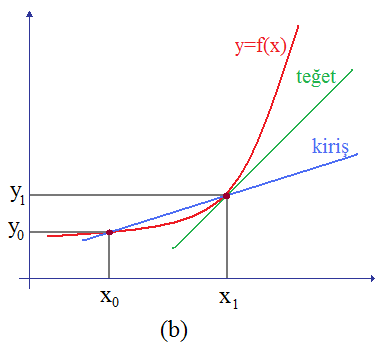 y=f(x)
teğet
kiriş
y₁
y₀
x₀ x₁
(b)